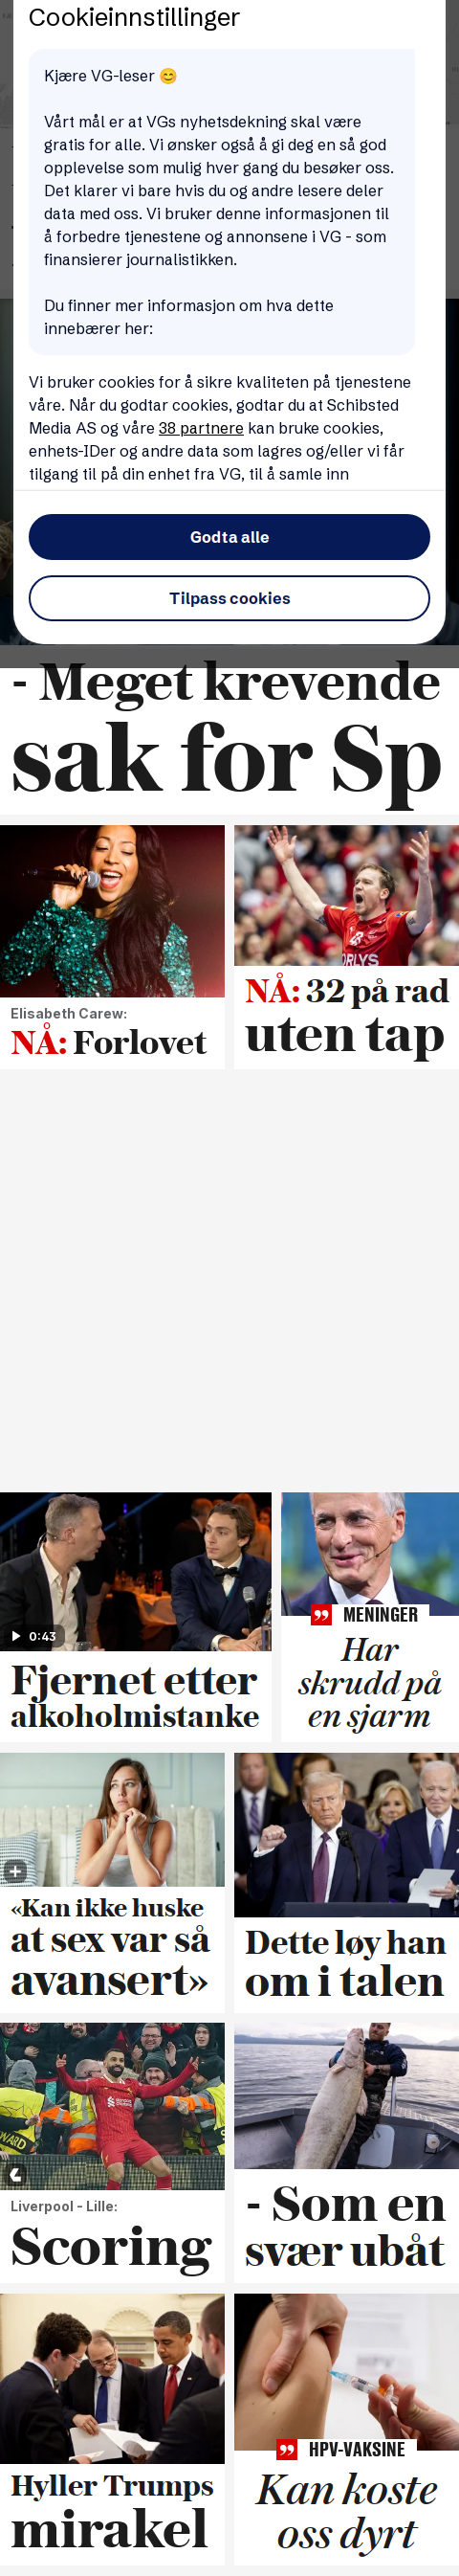 Cookieinnstillinger
Kjære VG-leser 😊
Vårt mål er at VGs nyhetsdekning skal være
gratis for alle. Vi ønsker også å gi deg en så god
opplevelse som mulig hver gang du besøker oss.
Det klarer vi bare hvis du og andre lesere deler
data med oss. Vi bruker denne informasjonen til
å forbedre tjenestene og annonsene i VG - som
finansierer journalistikken.
Du finner mer informasjon om hva dette
innebærer her:
Vi bruker cookies for å sikre kvaliteten på tjenestene
våre. Når du godtar cookies, godtar du at Schibsted
Media AS og våre 38 partnere kan bruke cookies,
enhets-IDer og andre data som lagres og/eller vi får
tilgang til på din enhet fra VG, til å samle inn
Godta alle
Tilpass cookies
- Meget krevende
sak for Sp
Elisabeth Carew:
NÅ: Forlovet
ORLYS
NÅ: 32 på rad
uten tap
0:43
Fjernet etter
alkoholmistanke
MENINGER
Har
skrudd på
en sjarm
«Kan ikke huske
at sex var så
avansert»
Dette løy han
om i talen
Liverpool - Lille:
Scoring
- Som en
svær ubåt
Hyller Trumps
mirakel
HPV
HPV-VAKSINE
Kan koste
oss dyrt